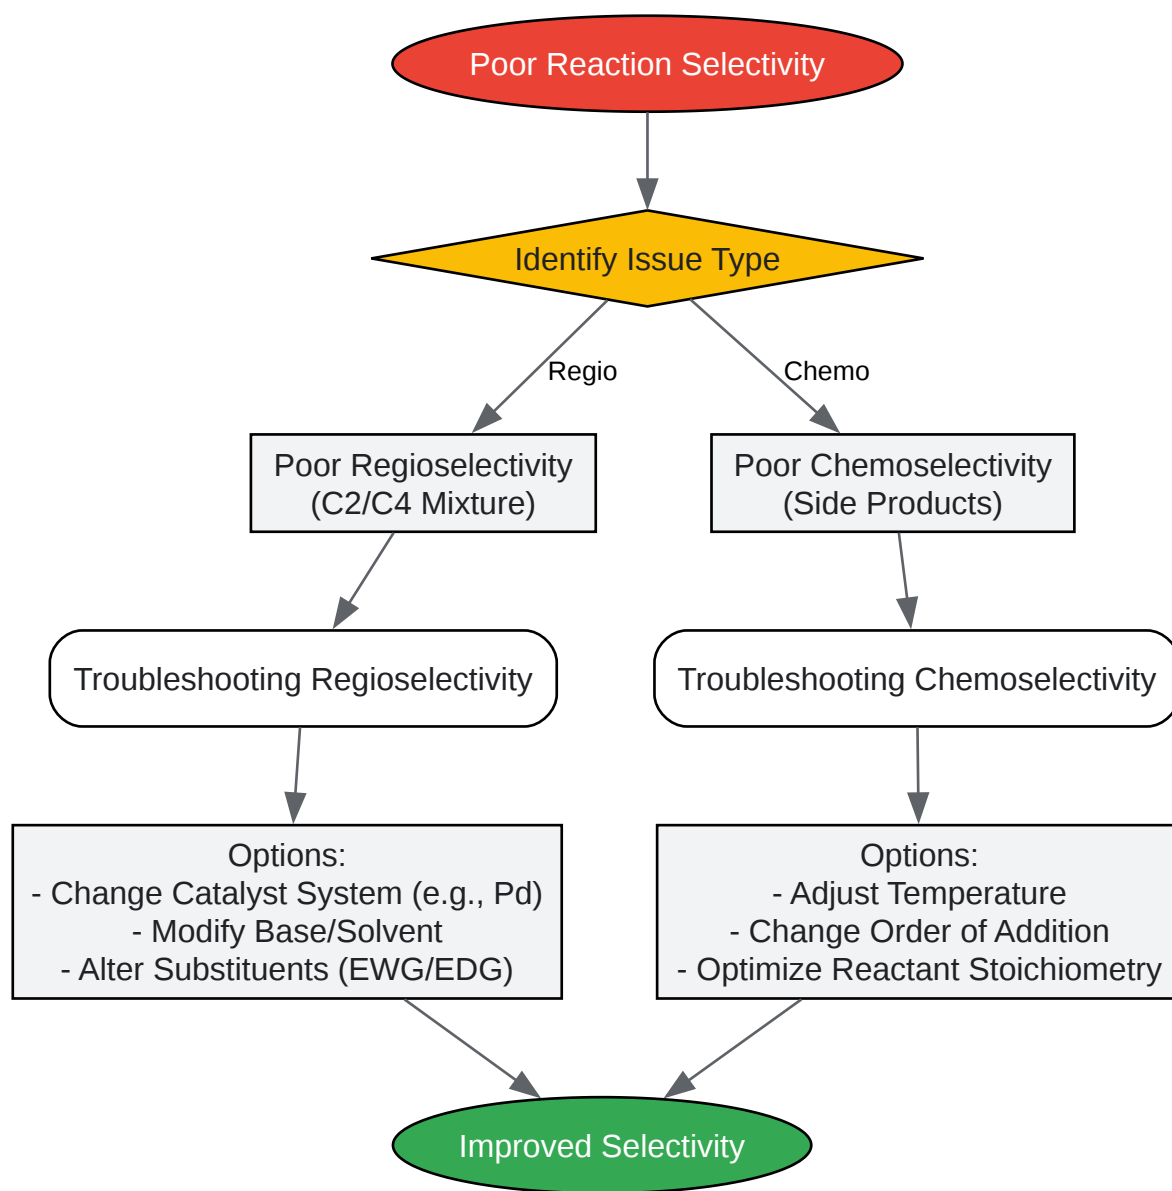 Poor Reaction Selectivity
Identify Issue Type
Regio
Chemo
Poor Regioselectivity
(C2/C4 Mixture)
Poor Chemoselectivity
(Side Products)
Troubleshooting Regioselectivity
Troubleshooting Chemoselectivity
Options:
- Change Catalyst System (e.g., Pd)
- Modify Base/Solvent
- Alter Substituents (EWG/EDG)
Options:
- Adjust Temperature
- Change Order of Addition
- Optimize Reactant Stoichiometry
Improved Selectivity